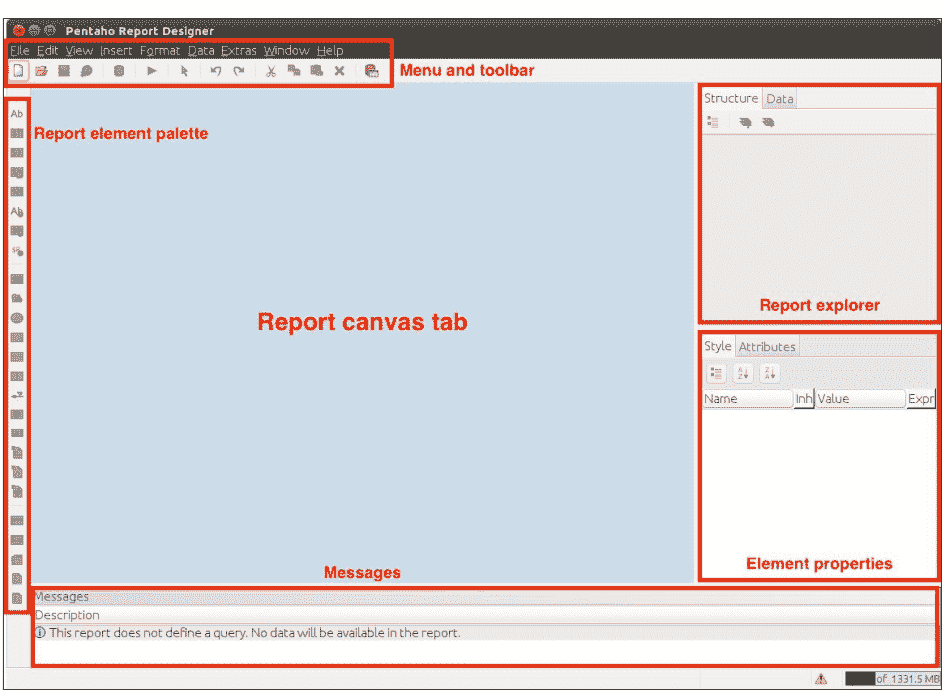 Pentaho Report Designer
File Edit View Insert Format Data Extras Window Help
Menu and toolbar
Structure Data
Ab
Report element palette
Report explorer
Report canvas tab
Style Attributes
Name Inh Value Expr
Element properties
Messages
Messages
Description
This report does not define a query. No data will be available in the report.
of 1331.5 MB